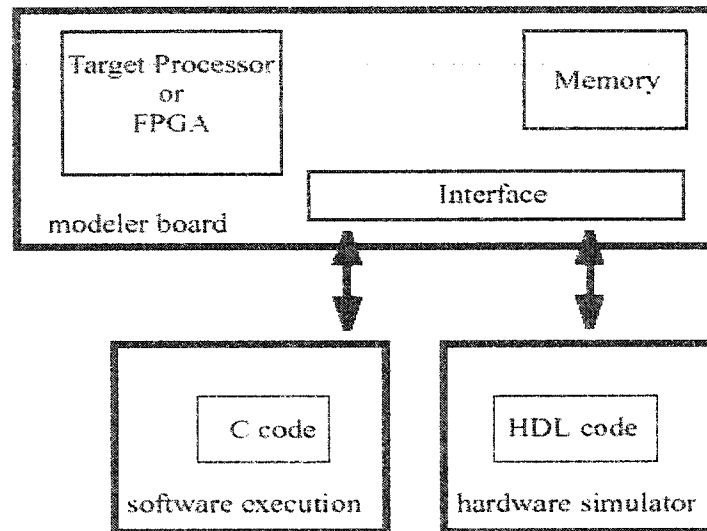 Target Processor
or
FPGA
Memory
Interface
modeler board
C code
HDL code
software execution
hardware simulator